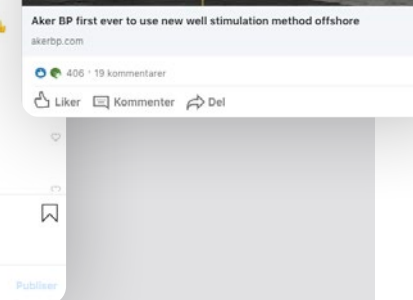 Aker BP first ever to use new well stimulation method offshore
akerbp.com
406 · 19 kommentarer
Liker Kommenter Del
Publiser